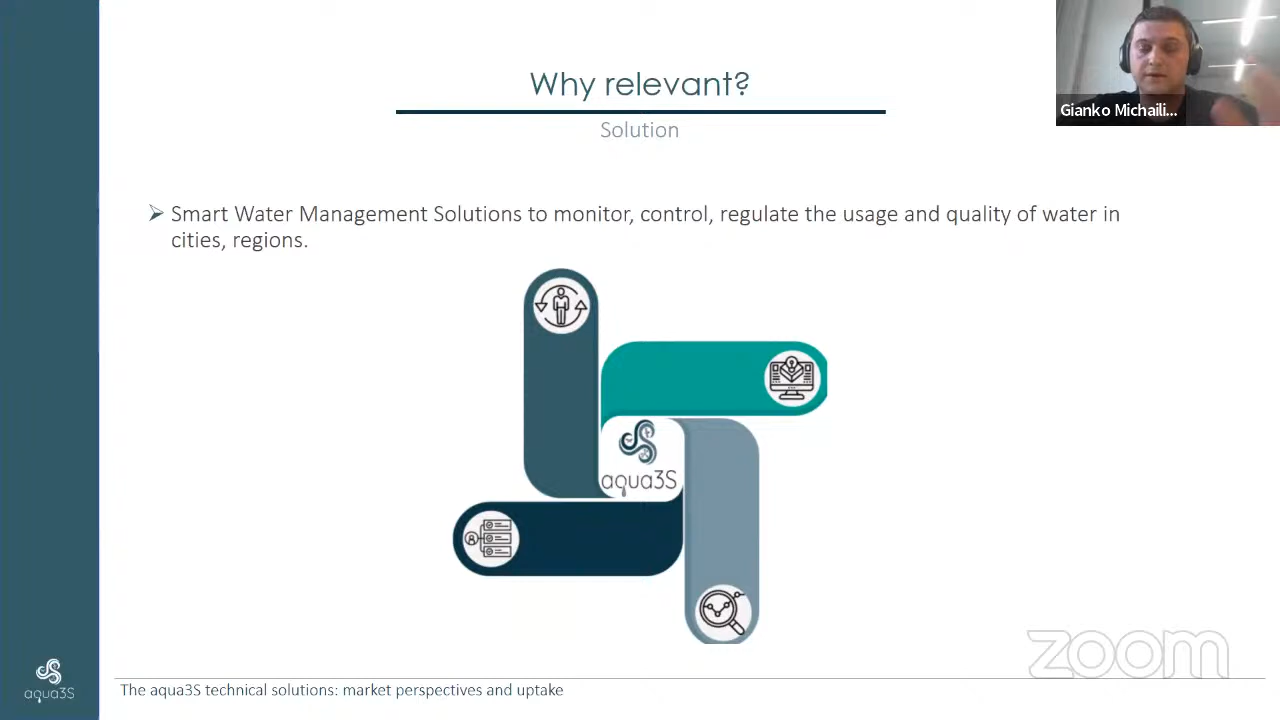 Why relevant?
Solution
Gianko Michaili...
➢ Smart Water Management Solutions to monitor, control, regulate the usage and quality of water in
cities, regions.
aqua3S
zoom
aqua3S
The aqua3S technical solutions: market perspectives and uptake